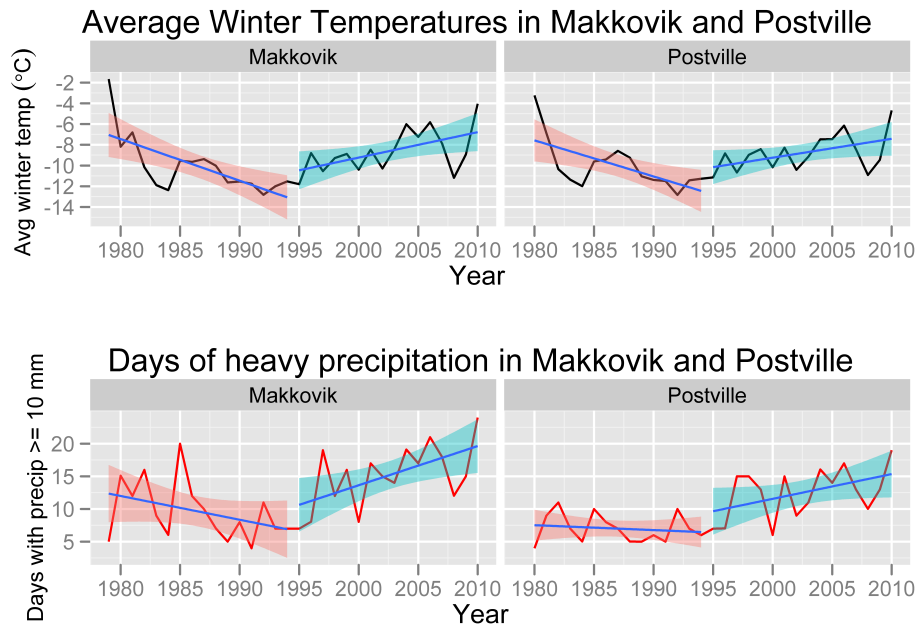 Average Winter Temperatures in Makkovik and Postville
Makkovik
Postville
Avg winter temp (°C)
-2
-4
-6
-8
-10
-12
-14
1980 1985 1990 1995 2000 2005 2010
1980 1985 1990 1995 2000 2005 2010
Year
Days of heavy precipitation in Makkovik and Postville
Makkovik
Postville
Days with precip >= 10 mm
20
15
10
5
1980 1985 1990 1995 2000 2005 2010
1980 1985 1990 1995 2000 2005 2010
Year